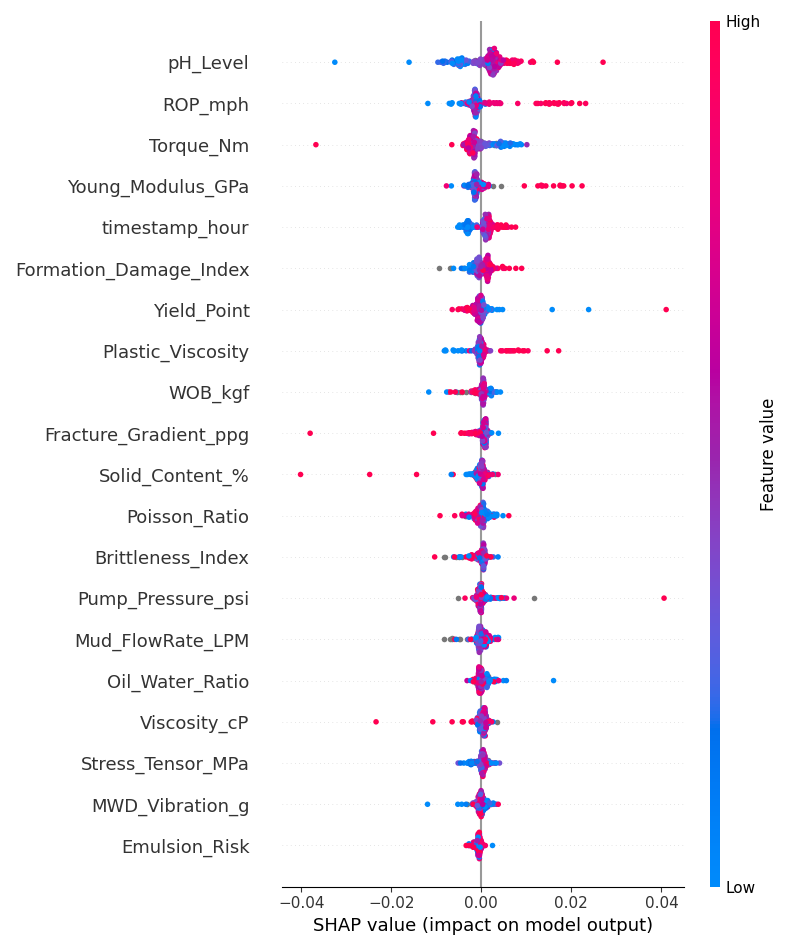 High
pH_Level
ROP_mph
Torque_Nm
Young_Modulus_GPa
timestamp_hour
Formation_Damage_Index
Yield_Point
Plastic_Viscosity
WOB_kgf
Fracture_Gradient_ppg
Solid_Content_%
Poisson_Ratio
Brittleness_Index
Pump_Pressure_psi
Mud_FlowRate_LPM
Oil_Water_Ratio
Viscosity_cP
Stress_Tensor_MPa
MWD_Vibration_g
Emulsion_Risk
Feature value
Low
−0.04 −0.02 0.00 0.02 0.04
SHAP value (impact on model output)